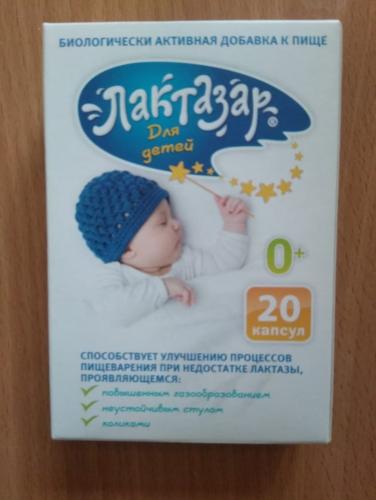 БИОЛОГИЧЕСКИ АКТИВНАЯ ДОБАВКА К ПИЩЕ
Лактазар®
Для
детей
0+
20
капсул
СПОСОБСТВУЕТ УЛУЧШЕНИЮ ПРОЦЕССОВ
ПИЩЕВАРЕНИЯ ПРИ НЕДОСТАТКЕ ЛАКТАЗЫ,
ПРОЯВЛЯЮЩЕМСЯ:
повышенным газообразованием
неустойчивым стулом
коликами